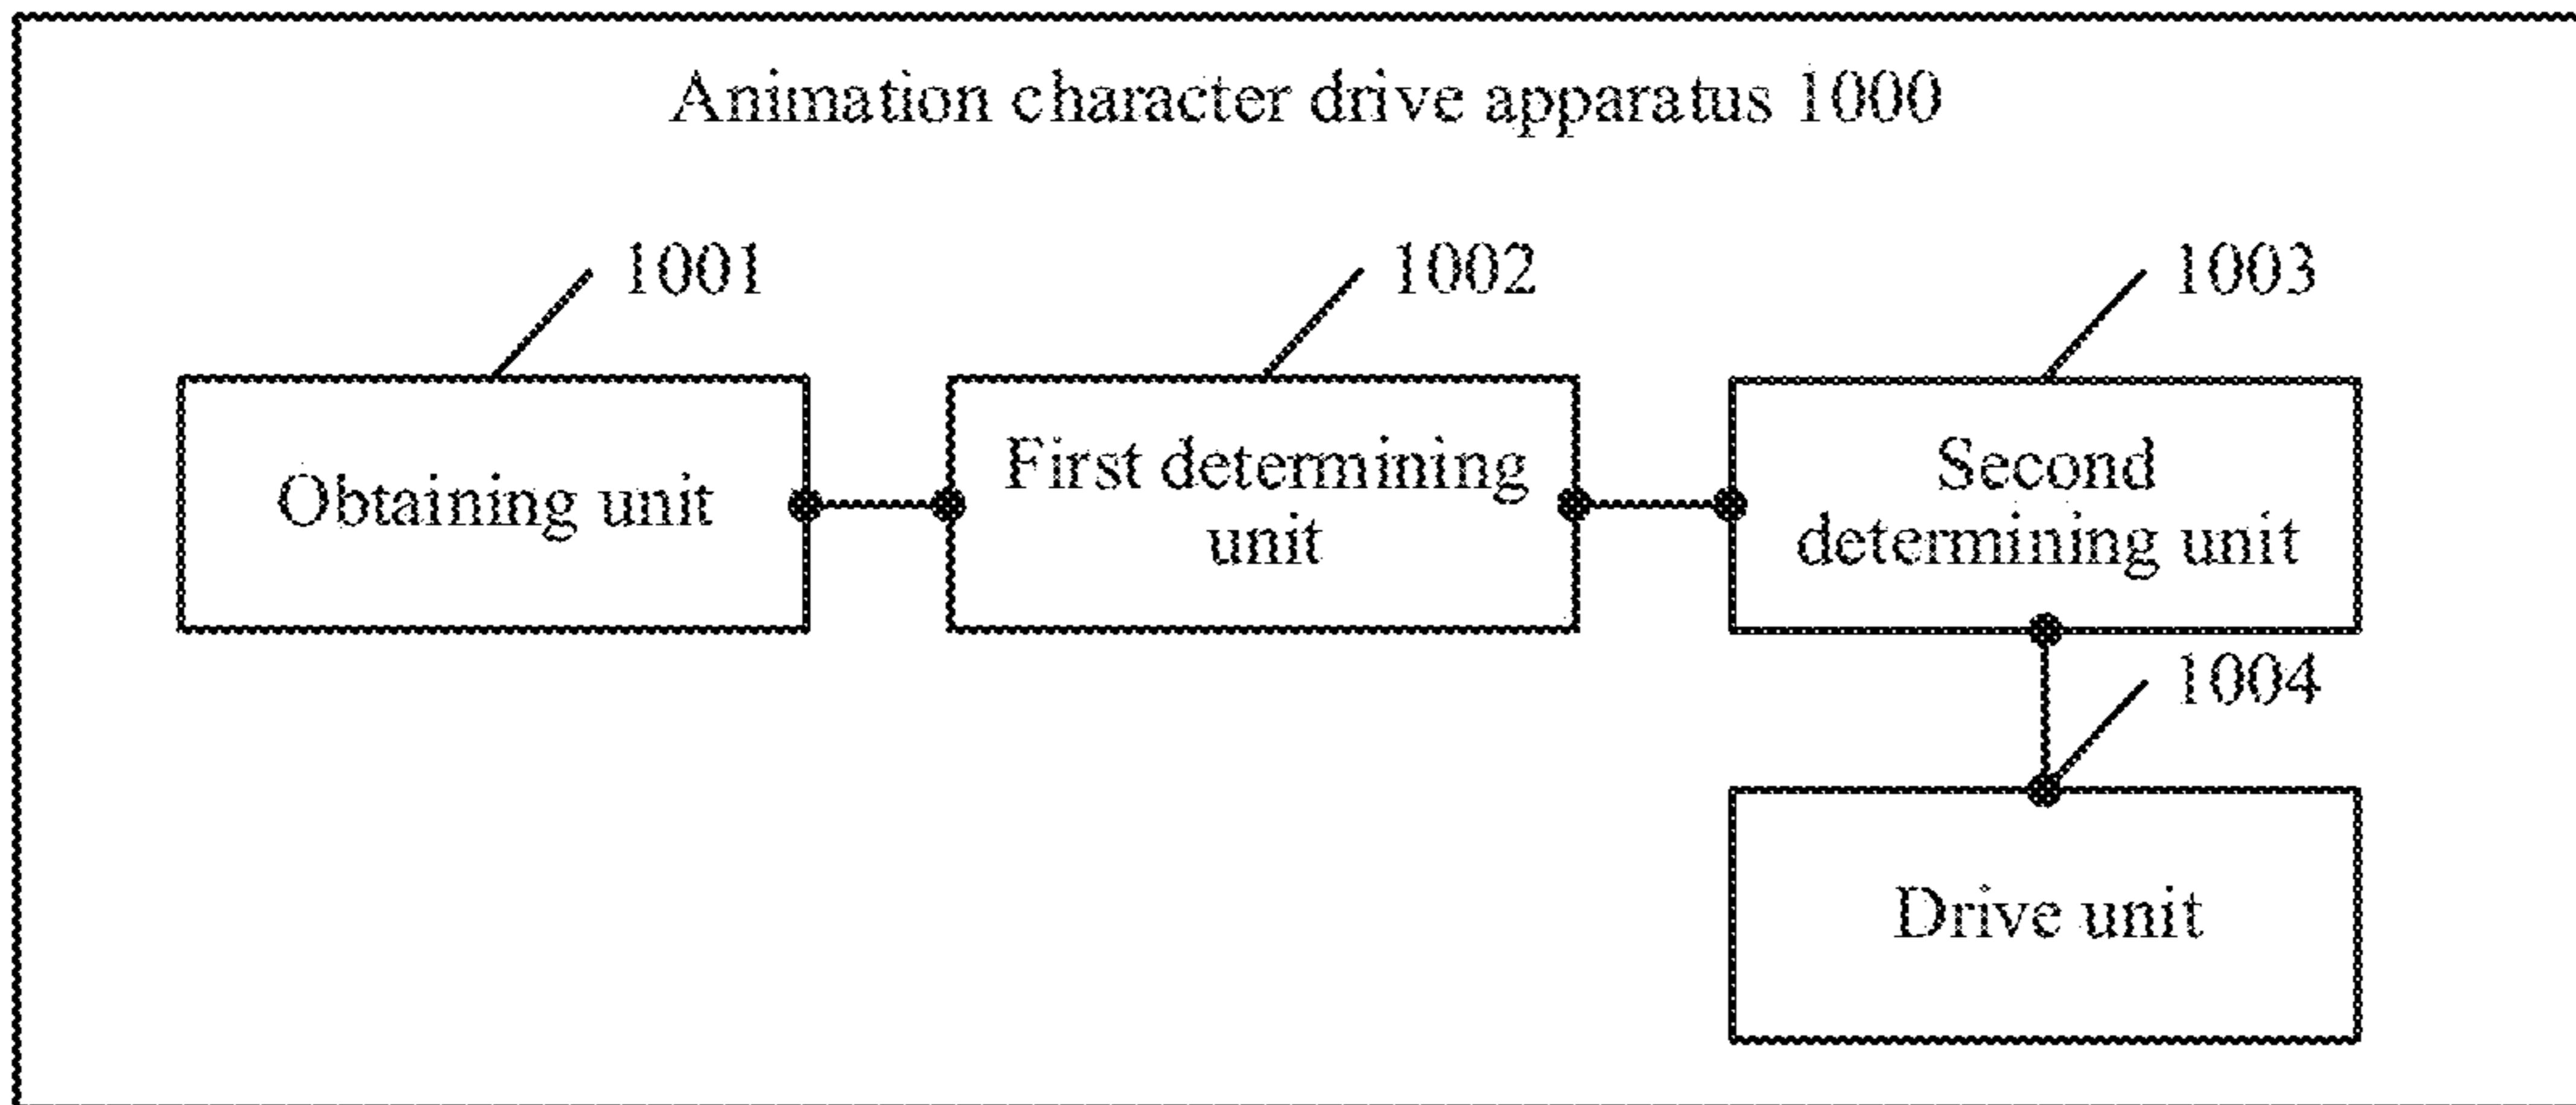 Animation character drive apparatus 1000
1001
1002
1003
Obtaining unit
First determining
unit
Second
determining unit
1004
Drive unit